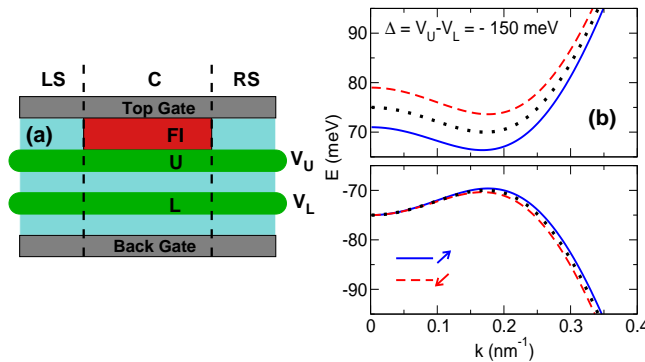 LS C RS
Top Gate
(a) FI
U V_U
L V_L
Back Gate
Δ = V_U-V_L = - 150 meV
90
80
70
(b)
E (meV)
-70
-80
-90
0 0.1 0.2 0.3 0.4
k (nm⁻¹)